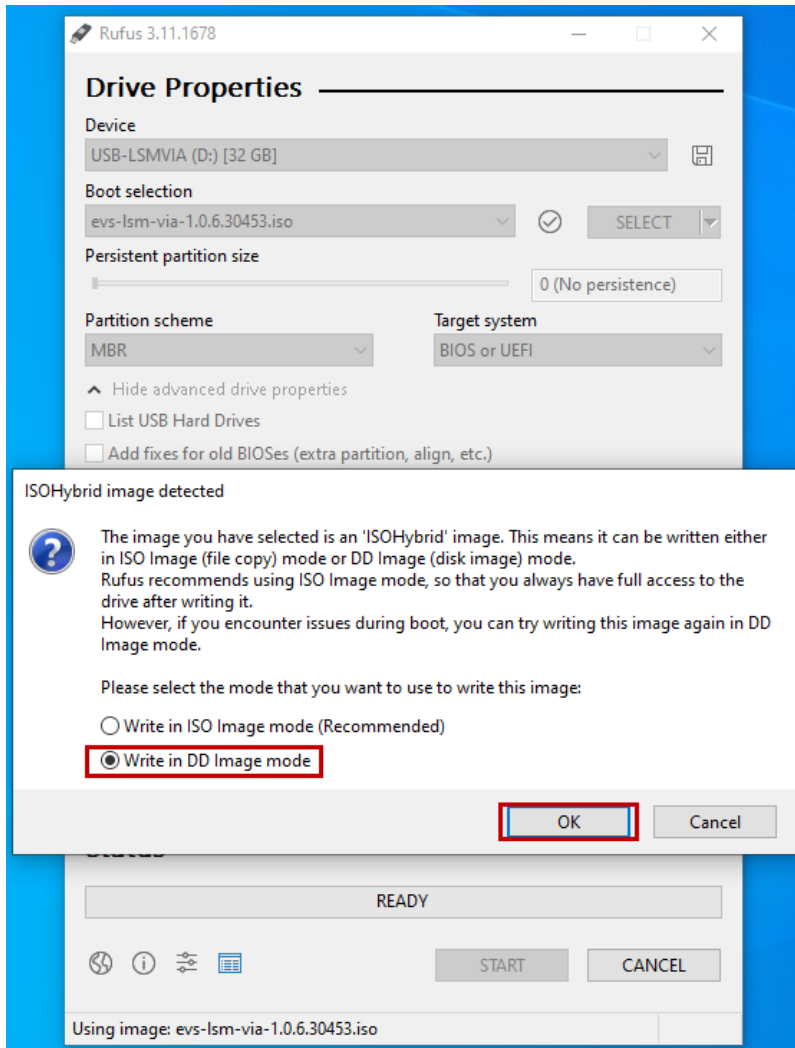 Rufus 3.11.1678
Drive Properties
Device
USB-LSMVIA (D:) [32 GB]
Boot selection
evs-lsm-via-1.0.6.30453.iso
SELECT
Persistent partition size
0 (No persistence)
Partition scheme
Target system
MBR
BIOS or UEFI
Hide advanced drive properties
List USB Hard Drives
Add fixes for old BIOSes (extra partition, align, etc.)
ISOHybrid image detected
The image you have selected is an 'ISOHybrid' image. This means it can be written either
in ISO Image (file copy) mode or DD Image (disk image) mode.
Rufus recommends using ISO Image mode, so that you always have full access to the
drive after writing it.
However, if you encounter issues during boot, you can try writing this image again in DD
Image mode.
Please select the mode that you want to use to write this image:
Write in ISO Image mode (Recommended)
Write in DD Image mode
OK
Cancel
READY
START
CANCEL
Using image: evs-lsm-via-1.0.6.30453.iso